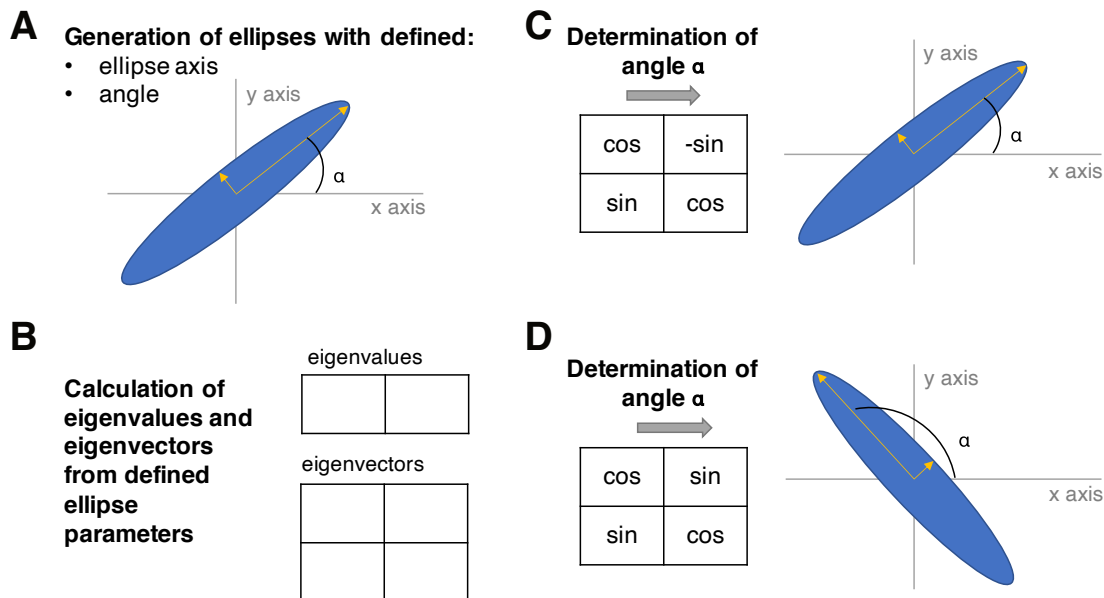 A
Generation of ellipses with defined:
• ellipse axis
• angle
y axis
α
x axis
B
Calculation of
eigenvalues and
eigenvectors
from defined
ellipse
parameters
eigenvalues
eigenvectors
C
Determination of
angle α
cos -sin
sin cos
y axis
α
x axis
D
Determination of
angle α
cos sin
sin cos
y axis
α
x axis